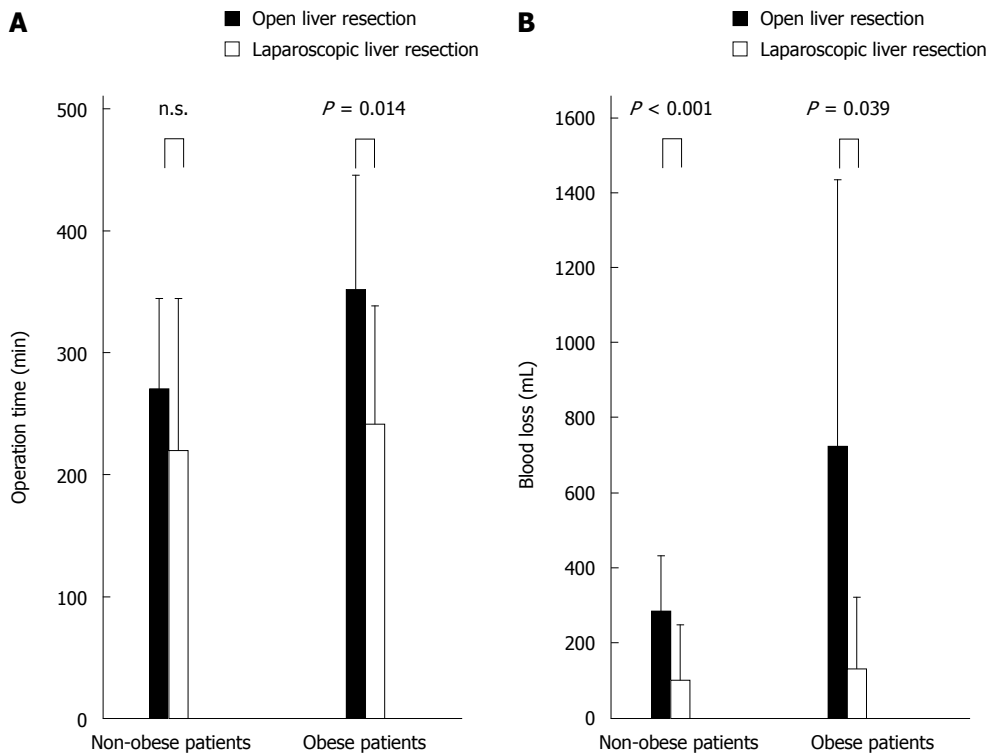 A
Open liver resection
Laparoscopic liver resection
n.s.
P = 0.014
500
400
300
200
100
0
Operation time (min)
Non-obese patients
Obese patients
B
Open liver resection
Laparoscopic liver resection
P < 0.001
P = 0.039
1600
1400
1200
1000
800
600
400
200
0
Blood loss (mL)
Non-obese patients
Obese patients